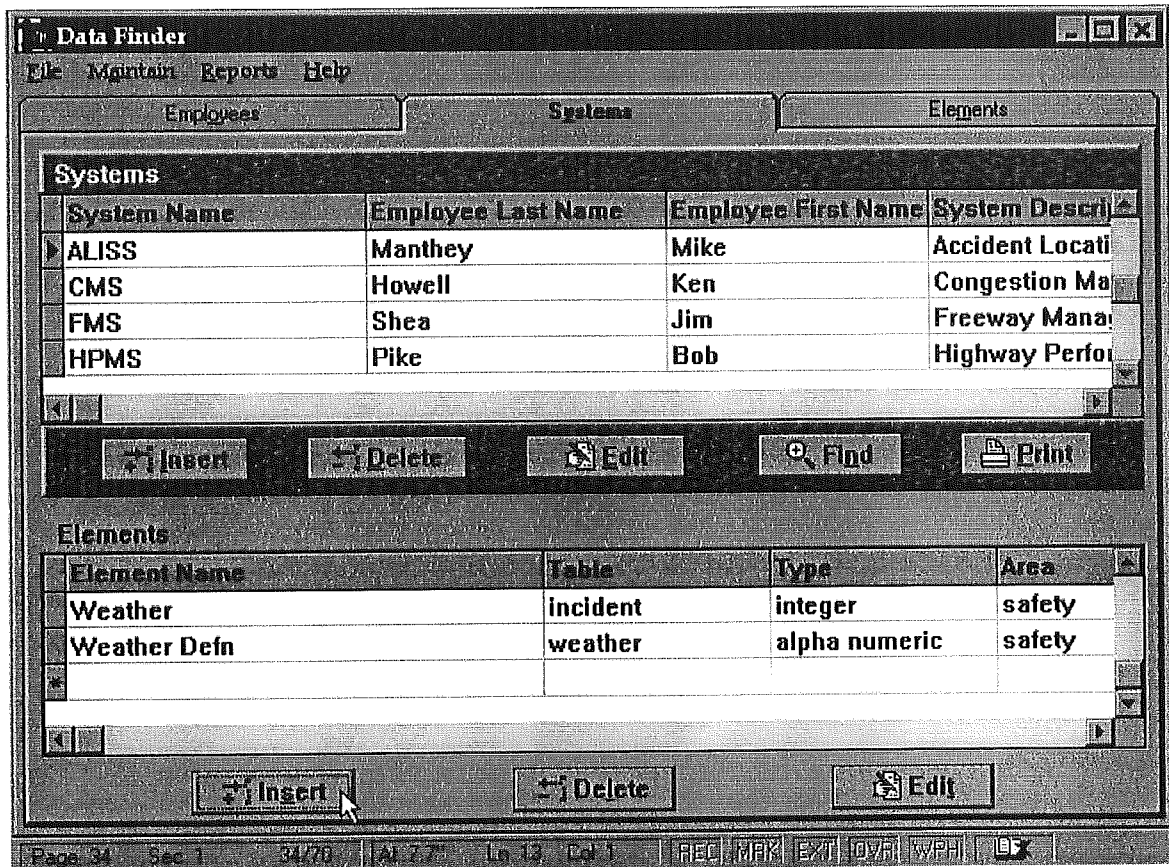 Data Finder
File Maintain Reports Help
Employees Systems Elements
Systems
System Name Employee Last Name Employee First Name System Descrip
ALISS Manthey Mike Accident Locati
CMS Howell Ken Congestion Ma
FMS Shea Jim Freeway Mana
HPMS Pike Bob Highway Perfor
Insert Delete Edit Find Print
Elements
Element Name Table Type Area
Weather incident integer safety
Weather Defn weather alpha numeric safety
*
Insert Delete Edit
Page 34 Sec 1 34/70 At 7.7" Ln 13 Col 1 REC MRK EXT OVR WPH